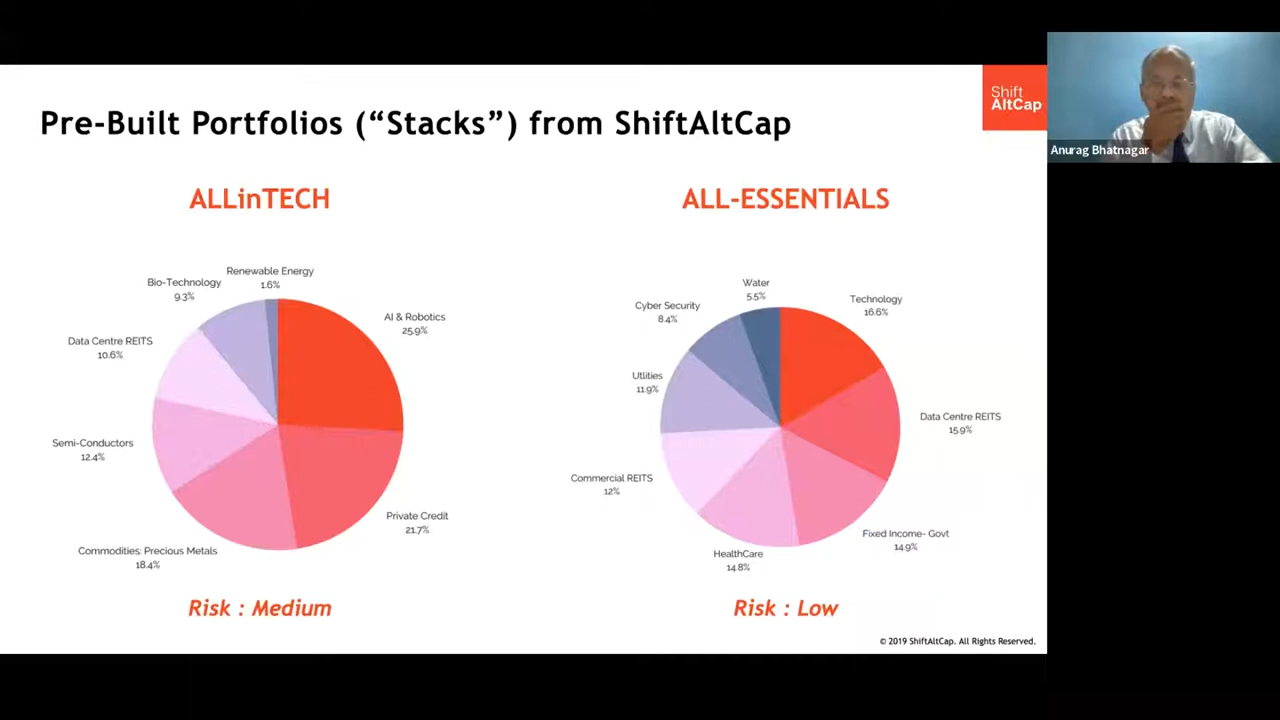 Pre-Built Portfolios (“Stacks”) from ShiftAltCap
Shift
AltCap
Anurag Bhatnagar
ALLinTECH
Renewable Energy
1.6%
Bio-Technology
9.3%
AI & Robotics
25.9%
Data Centre REITS
10.6%
Semi-Conductors
12.4%
Private Credit
21.7%
Commodities: Precious Metals
18.4%
Risk : Medium
ALL-ESSENTIALS
Water
5.5%
Technology
16.6%
Cyber Security
8.4%
Utlities
11.9%
Data Centre REITS
15.9%
Commercial REITS
12%
Fixed Income- Govt
14.9%
HealthCare
14.8%
Risk : Low
© 2019 ShiftAltCap. All Rights Reserved.